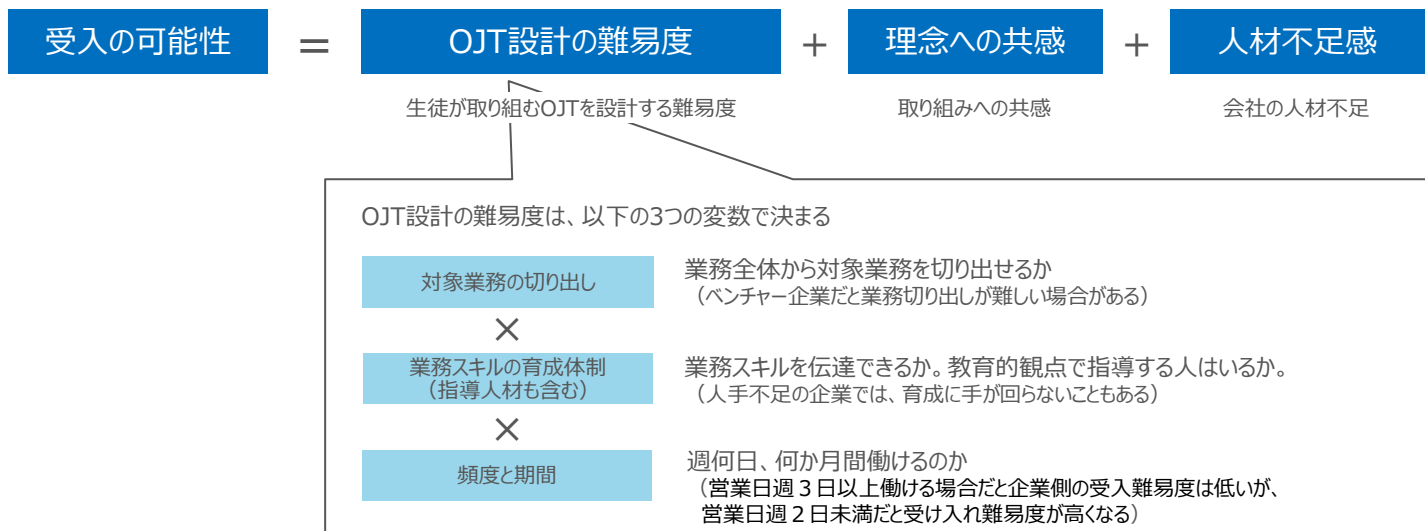 受入の可能性 = OJT設計の難易度 + 理念への共感 + 人材不足感
生徒が取り組むOJTを設計する難易度 取り組みへの共感 会社の人材不足
OJT設計の難易度は、以下の3つの変数で決まる
対象業務の切り出し
業務全体から対象業務を切り出せるか
（ベンチャー企業だと業務切り出しが難しい場合がある）
×
業務スキルの育成体制
（指導人材も含む）
業務スキルを伝達できるか。教育的観点で指導する人はいるか。
（人手不足の企業では、育成に手が回らないこともある）
×
頻度と期間
週何日、何か月間働けるのか
（営業日週３日以上働ける場合だと企業側の受入難易度は低いが、
営業日週２日未満だと受け入れ難易度が高くなる）